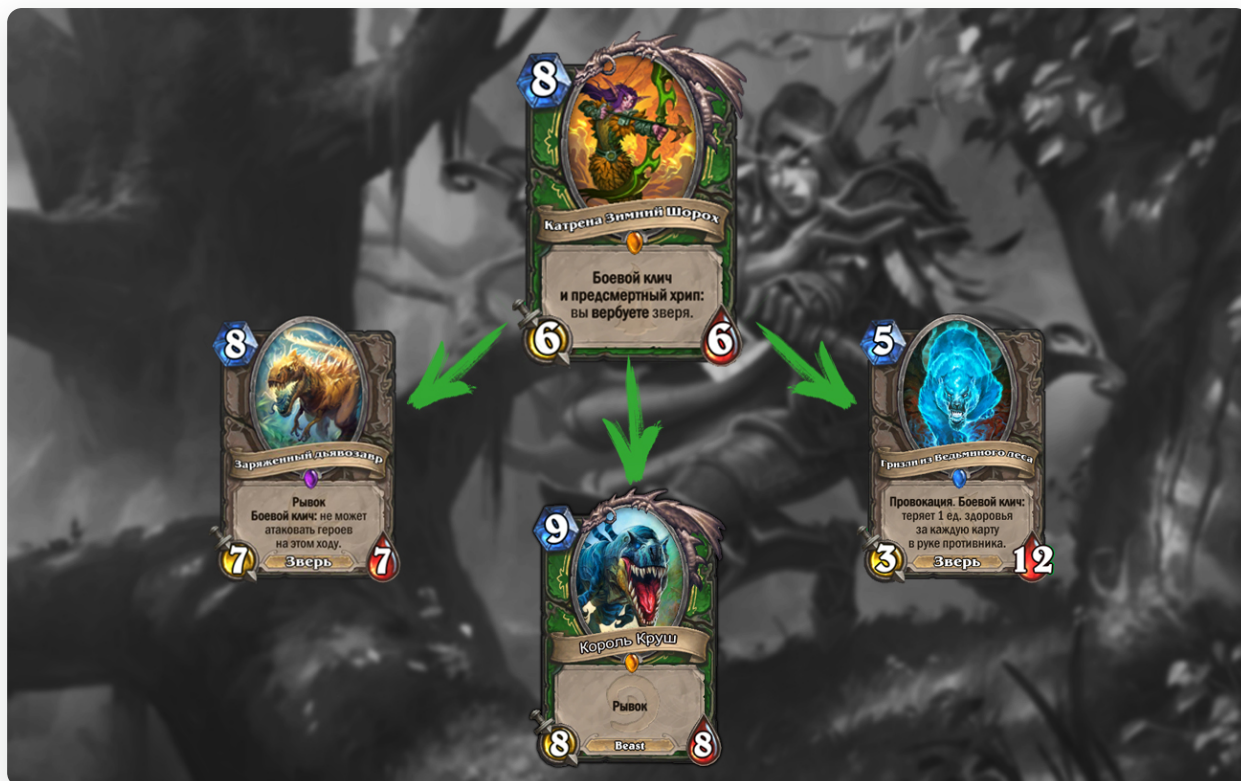 8
Катрена Зимний Шорох
Боевой клич
и предсмертный хрип:
вы вербуете зверя.
6
6
8
Заряженный дьявозавр
Рывок
Боевой клич: не может
атаковать героев
на этом ходу.
7
Зверь
7
9
Король Круш
Рывок
8
Beast
8
5
Гризли из Ведьминого леса
Провокация. Боевой клич:
теряет 1 ед. здоровья
за каждую карту
в руке противника.
3
Зверь
12